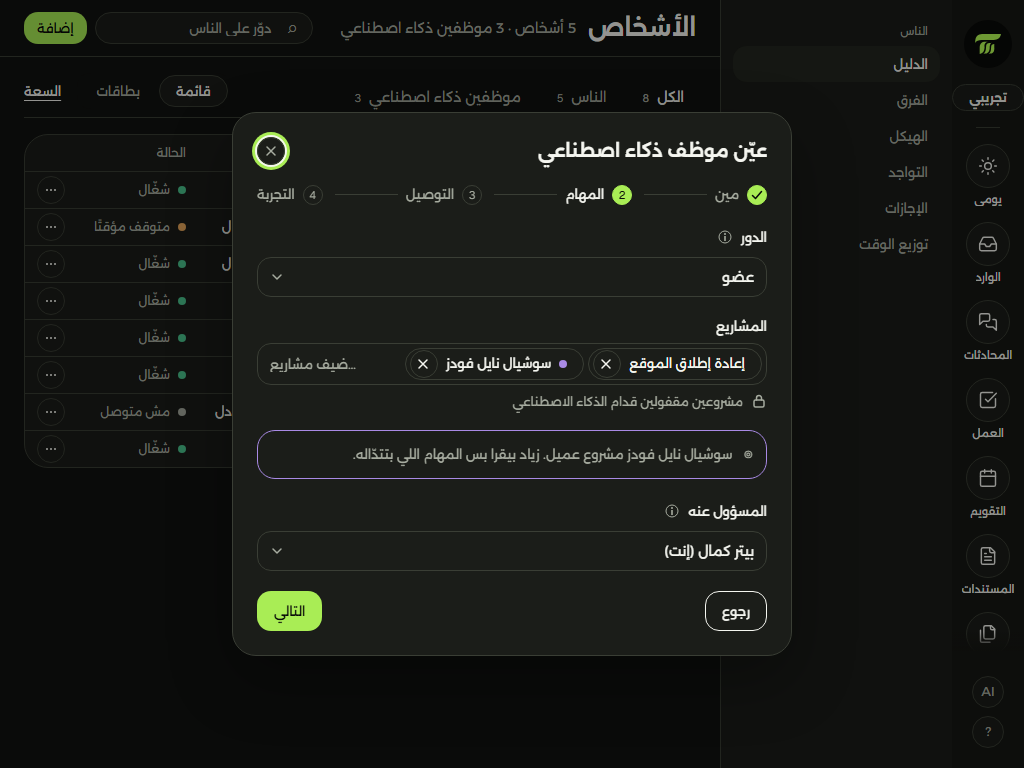 تجريبي
يومي
الوارد
المحادثات
العمل
التقويم
المستندات
AI
?
الناس
الدليل
الفرق
الهيكل
التواجد
الإجازات
توزيع الوقت
الأشخاص
5 أشخاص · 3 موظفين ذكاء اصطناعي
دوّر على الناس
إضافة
الكل 8
الناس 5
موظفين ذكاء اصطناعي 3
قائمة
بطاقات
السعة
الحالة
شغّال
متوقف مؤقتًا
شغّال
شغّال
شغّال
شغّال
مش متوصل
شغّال
عيّن موظف ذكاء اصطناعي
مين
2 المهام
3 التوصيل
4 التجربة
الدور
عضو
المشاريع
إعادة إطلاق الموقع
سوشيال نايل فودز
ضيف مشاريع...
مشروعين مقفولين قدام الذكاء الاصطناعي
سوشيال نايل فودز مشروع عميل. زياد بيقرا بس المهام اللي بتتدّاله.
المسؤول عنه
بيتر كمال (إنت)
رجوع
التالي